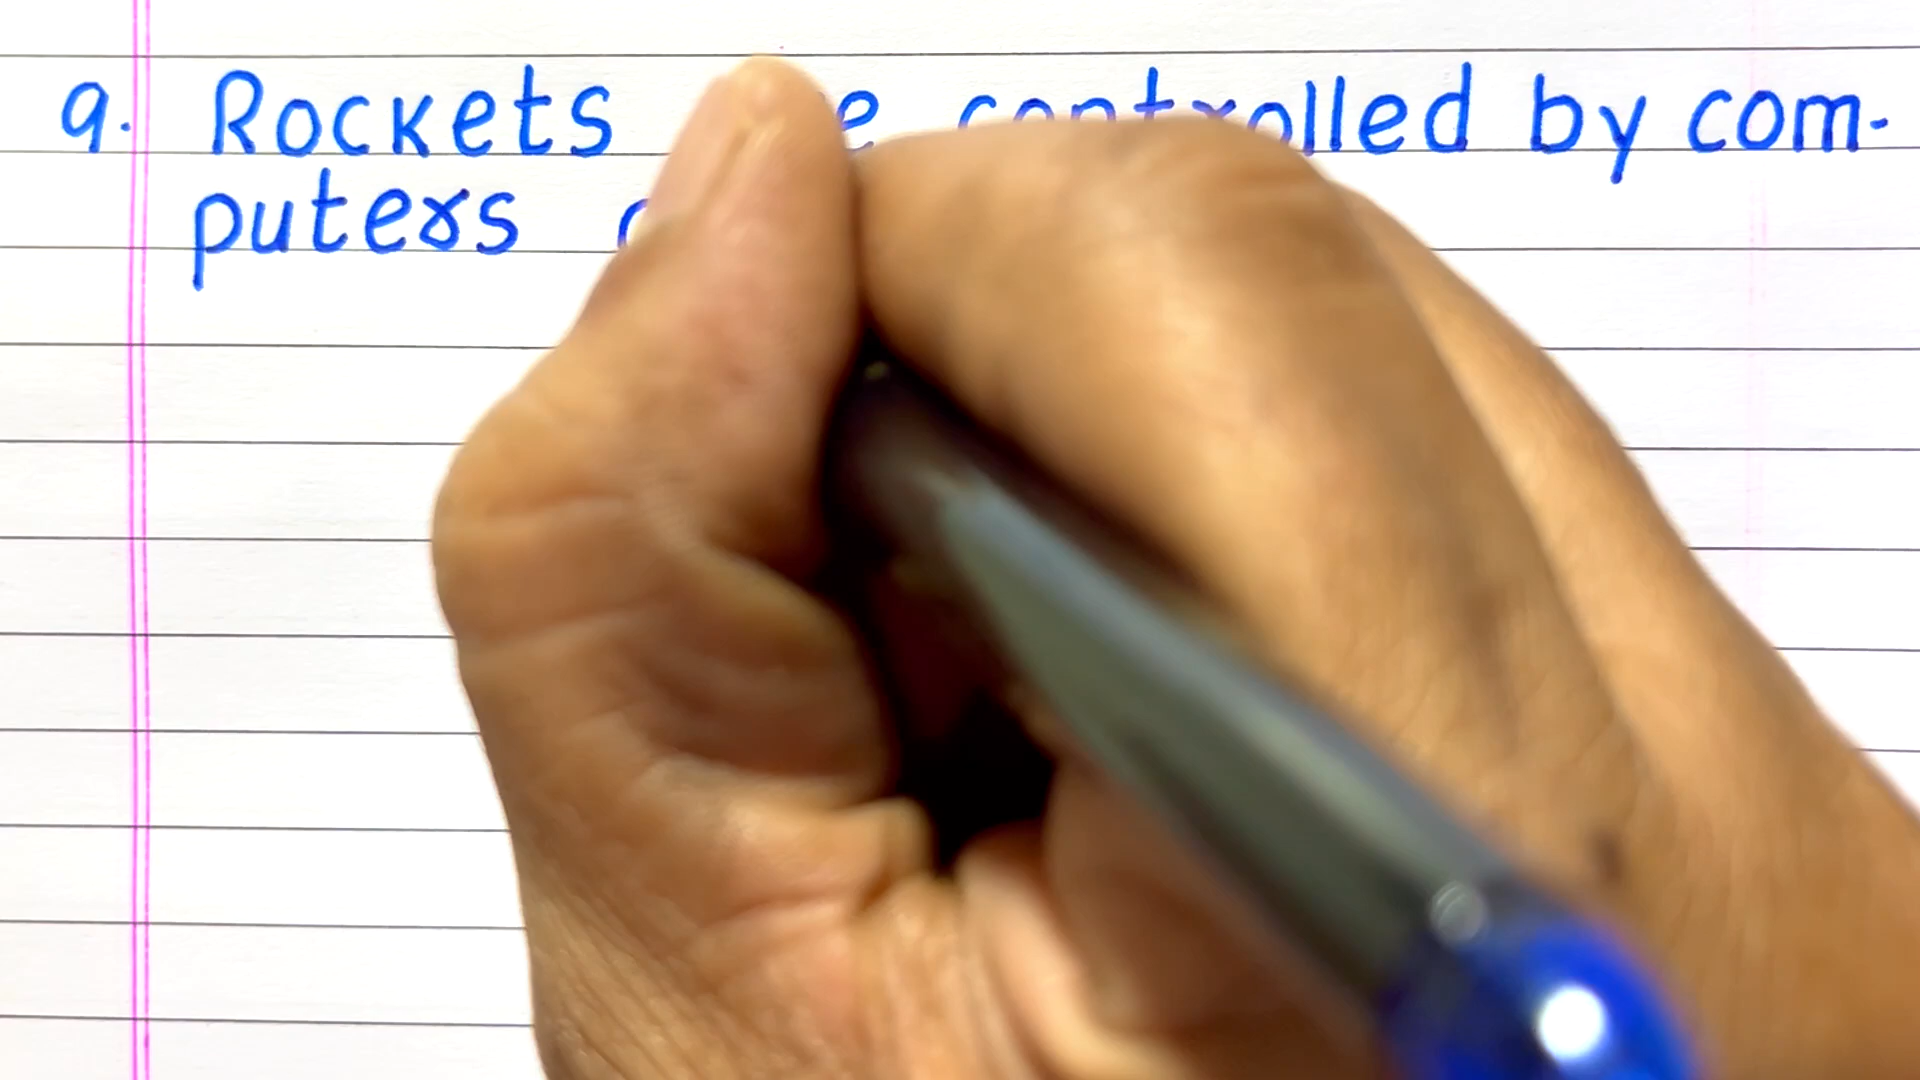 9. Rockets controlled by com-
puters